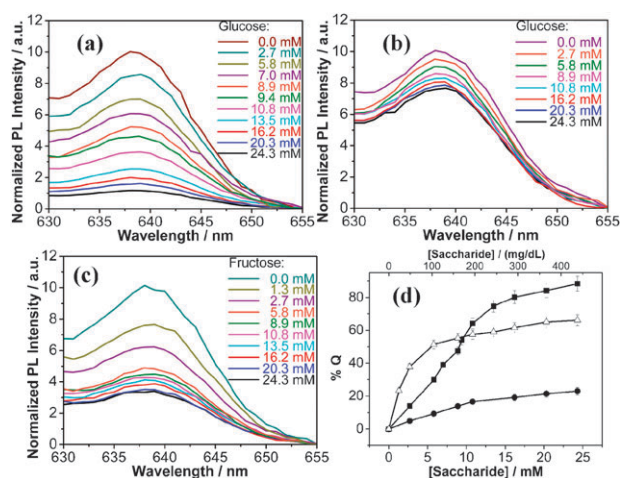 (a)
Glucose:
0.0 mM
2.7 mM
5.8 mM
7.0 mM
8.9 mM
9.4 mM
10.8 mM
13.5 mM
16.2 mM
20.3 mM
24.3 mM
Normalized PL Intensity / a.u.
12
10
8
6
4
2
0
630 635 640 645 650 655
Wavelength / nm
(b)
Glucose:
0.0 mM
2.7 mM
5.8 mM
8.9 mM
10.8 mM
16.2 mM
20.3 mM
24.3 mM
Normalized PL Intensity / a.u.
12
10
8
6
4
2
0
630 635 640 645 650 655
Wavelength / nm
(c)
Fructose:
0.0 mM
1.3 mM
2.7 mM
5.8 mM
8.9 mM
10.8 mM
13.5 mM
16.2 mM
20.3 mM
24.3 mM
Normalized PL Intensity / a.u.
12
10
8
6
4
2
0
630 635 640 645 650 655
Wavelength / nm
[Saccharide] / (mg/dL)
0 100 200 300 400
(d)
% Q
80
60
40
20
0
0 5 10 15 20 25
[Saccharide] / mM